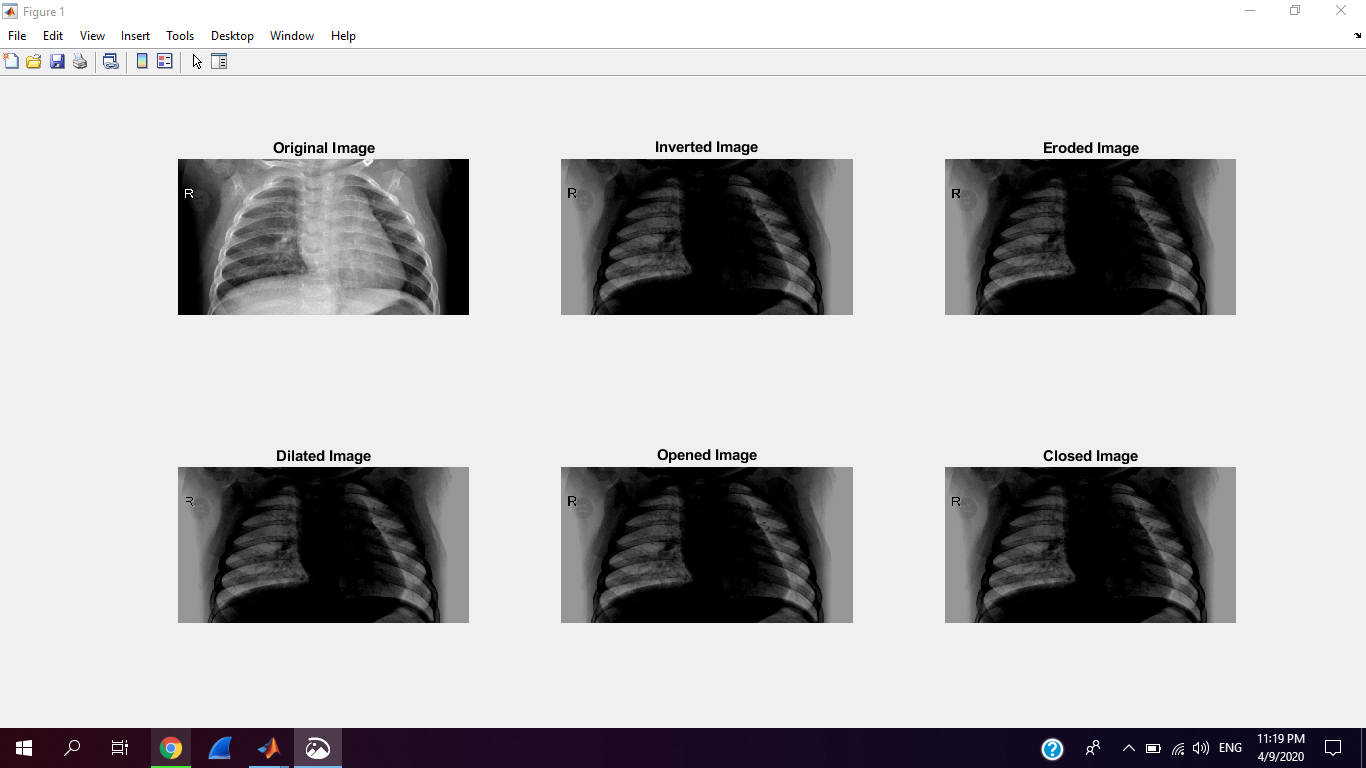 Figure 1
File Edit View Insert Tools Desktop Window Help
Original Image
Inverted Image
Eroded Image
R
R
R
Dilated Image
Opened Image
Closed Image
R
R
R
ENG
11:19 PM
4/9/2020